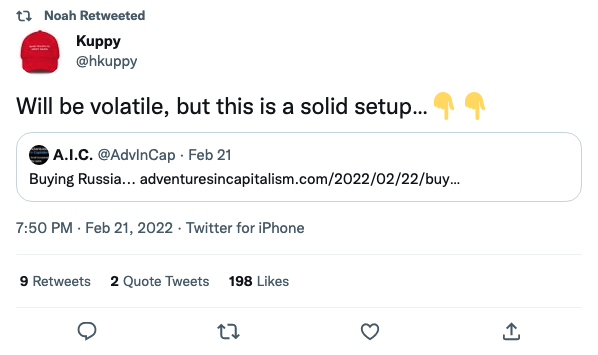 Noah Retweeted
Kuppy
@hkuppy
Will be volatile, but this is a solid setup...👇👇
A.I.C. @AdvInCap · Feb 21
Buying Russia… adventuresincapitalism.com/2022/02/22/buy…
7:50 PM · Feb 21, 2022 · Twitter for iPhone
9 Retweets 2 Quote Tweets 198 Likes